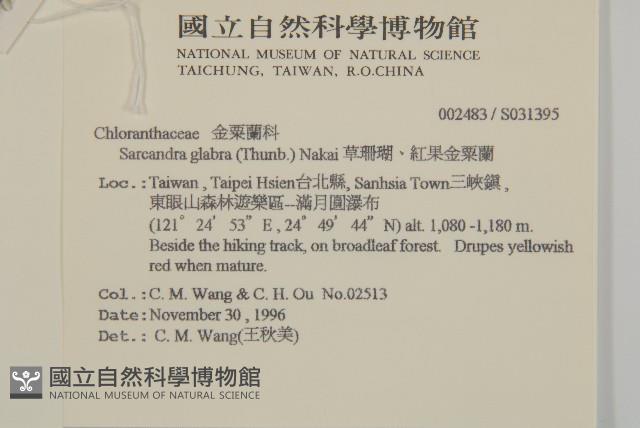 國立自然科學博物館
NATIONAL MUSEUM OF NATURAL SCIENCE
TAICHUNG, TAIWAN, R.O.CHINA
002483 / S031395
Chloranthaceae 金粟蘭科
Sarcandra glabra (Thunb.) Nakai 草珊瑚、紅果金粟蘭
Loc.:Taiwan , Taipei Hsien台北縣, Sanhsia Town三峽鎮 ,
東眼山森林遊樂區--滿月圓瀑布
(121° 24′ 53″ E , 24° 49′ 44″ N) alt. 1,080 -1,180 m.
Beside the hiking track, on broadleaf forest. Drupes yellowish
red when mature.
Col.:C. M. Wang & C. H. Ou No.02513
Date:November 30 , 1996
Det.: C. M. Wang(王秋美)
國立自然科學博物館
NATIONAL MUSEUM OF NATURAL SCIENCE